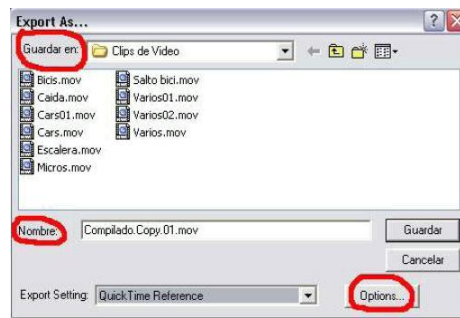 Export As...
Guardar en: Clips de Video
Bicis.mov Salto bici.mov
Caida.mov Varios01.mov
Cars01.mov Varios02.mov
Cars.mov Varios.mov
Escalera.mov
Micros.mov
Nombre: Compilado.Copy.01.mov Guardar
Cancelar
Export Setting: QuickTime Reference Options...